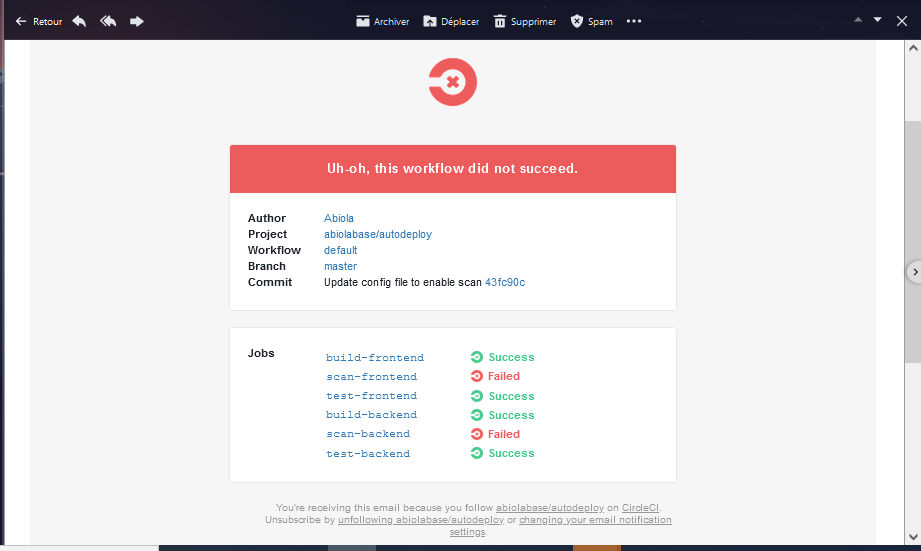 Retour Archiver Déplacer Supprimer Spam
Uh-oh, this workflow did not succeed.
Author Abiola
Project abiolabase/autodeploy
Workflow default
Branch master
Commit Update config file to enable scan 43fc90c
Jobs
build-frontend Success
scan-frontend Failed
test-frontend Success
build-backend Success
scan-backend Failed
test-backend Success
You're receiving this email because you follow abiolabase/autodeploy on CircleCI.
Unsubscribe by unfollowing abiolabase/autodeploy or changing your email notification
settings.